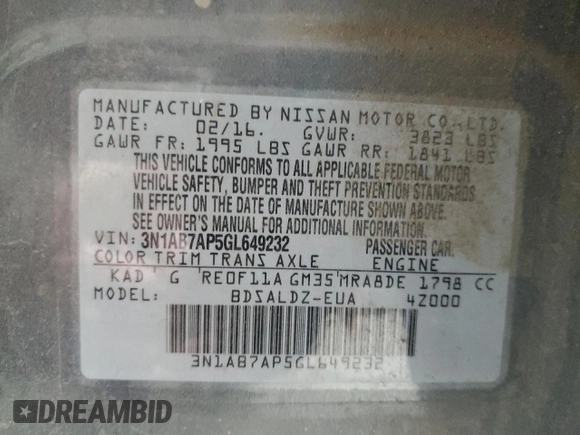 MANUFACTURED BY NISSAN MOTOR CO.,LTD.
DATE: 02/16. GVWR: 3823 LBS
GAWR FR: 1995 LBS GAWR RR: 1841 LBS
THIS VEHICLE CONFORMS TO ALL APPLICABLE FEDERAL MOTOR
VEHICLE SAFETY, BUMPER AND THEFT PREVENTION STANDARDS
IN EFFECT ON THE DATE OF MANUFACTURE SHOWN ABOVE.
SEE OWNER'S MANUAL FOR ADDITIONAL INFORMATION.
VIN: 3N1AB7AP5GL649232 PASSENGER CAR.
COLOR TRIM TRANS AXLE ENGINE
KAD G RE0F11A GM35 MRA8DE 1798 CC
MODEL: BDSALDZ-EUA 4Z000
3N1AB7AP5GL649232
DREAMBID